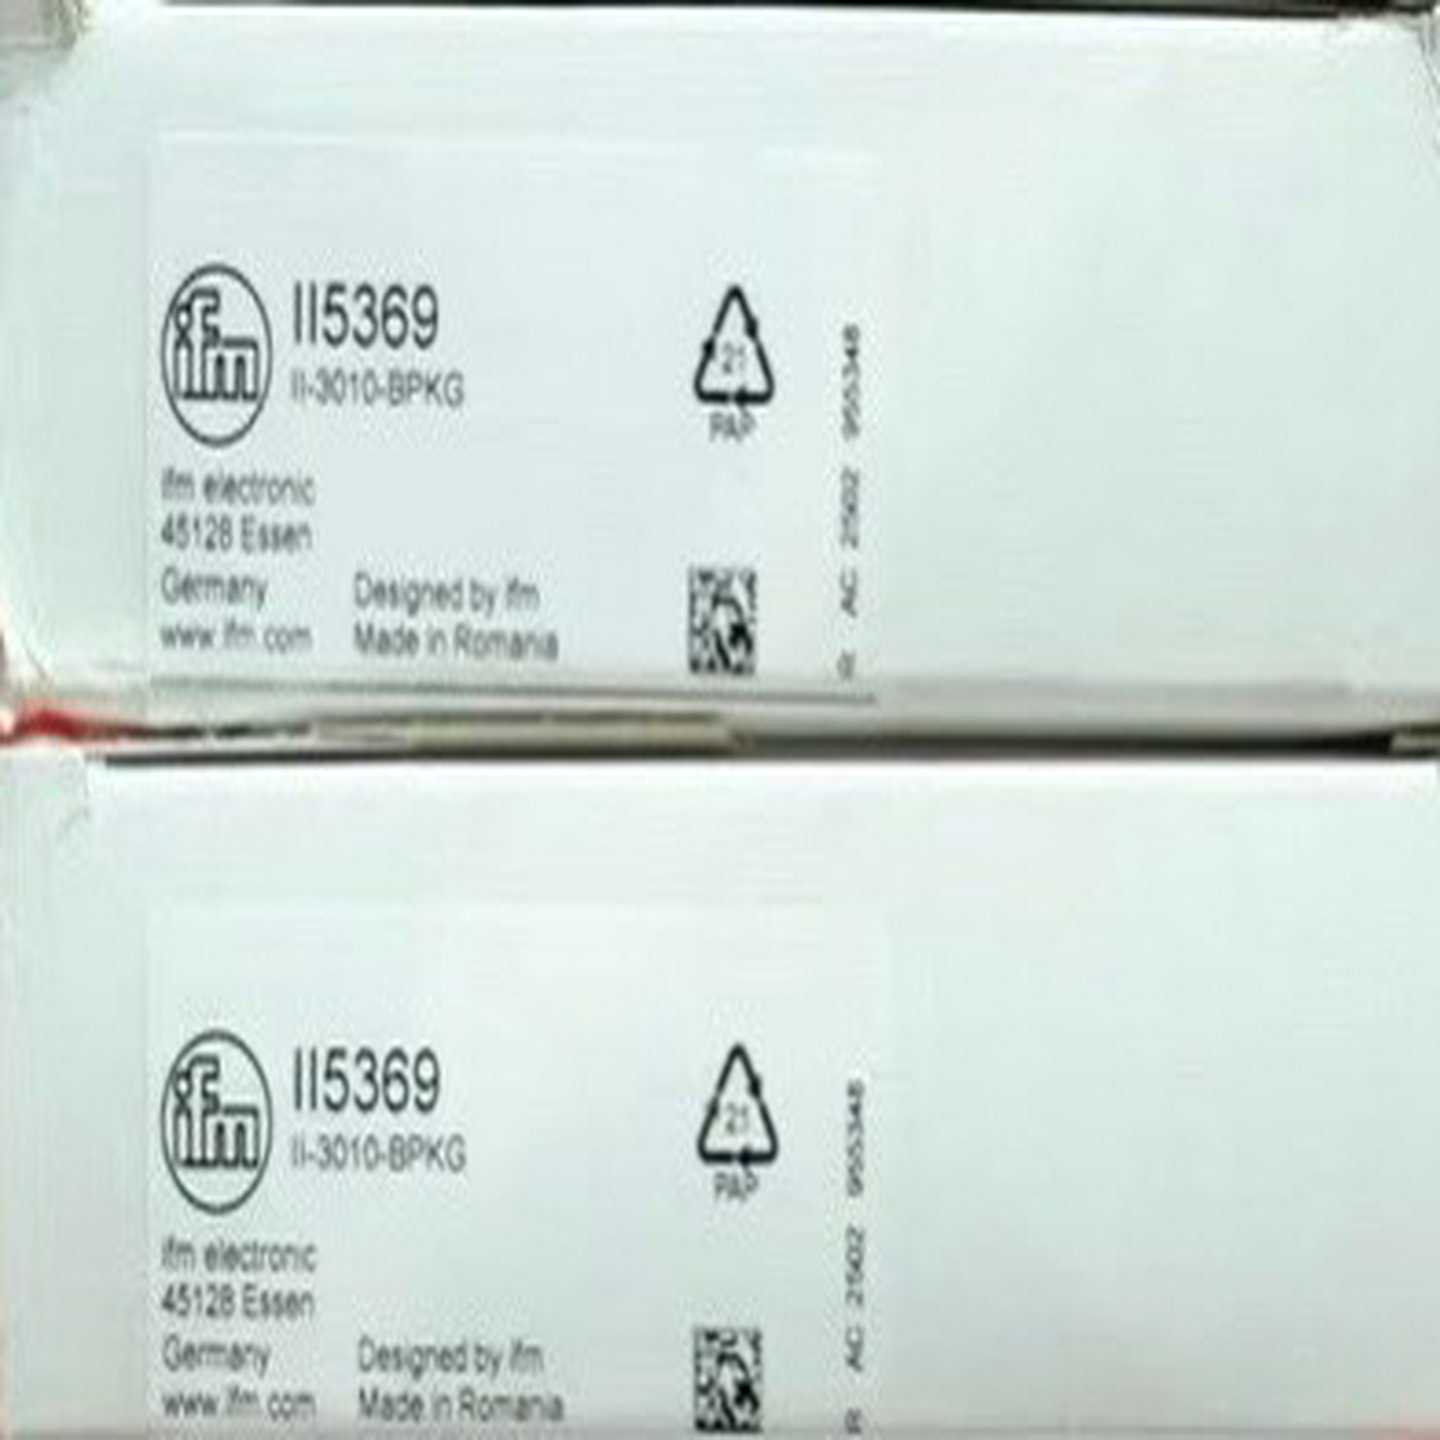 ifm
II5369
II-3010-BPKG
ifm electronic
45128 Essen
Germany
www.ifm.com
Designed by ifm
Made in Romania
21
PAP
R AC 2502 955348
ifm
II5369
II-3010-BPKG
ifm electronic
45128 Essen
Germany
www.ifm.com
Designed by ifm
Made in Romania
21
PAP
R AC 2502 955348